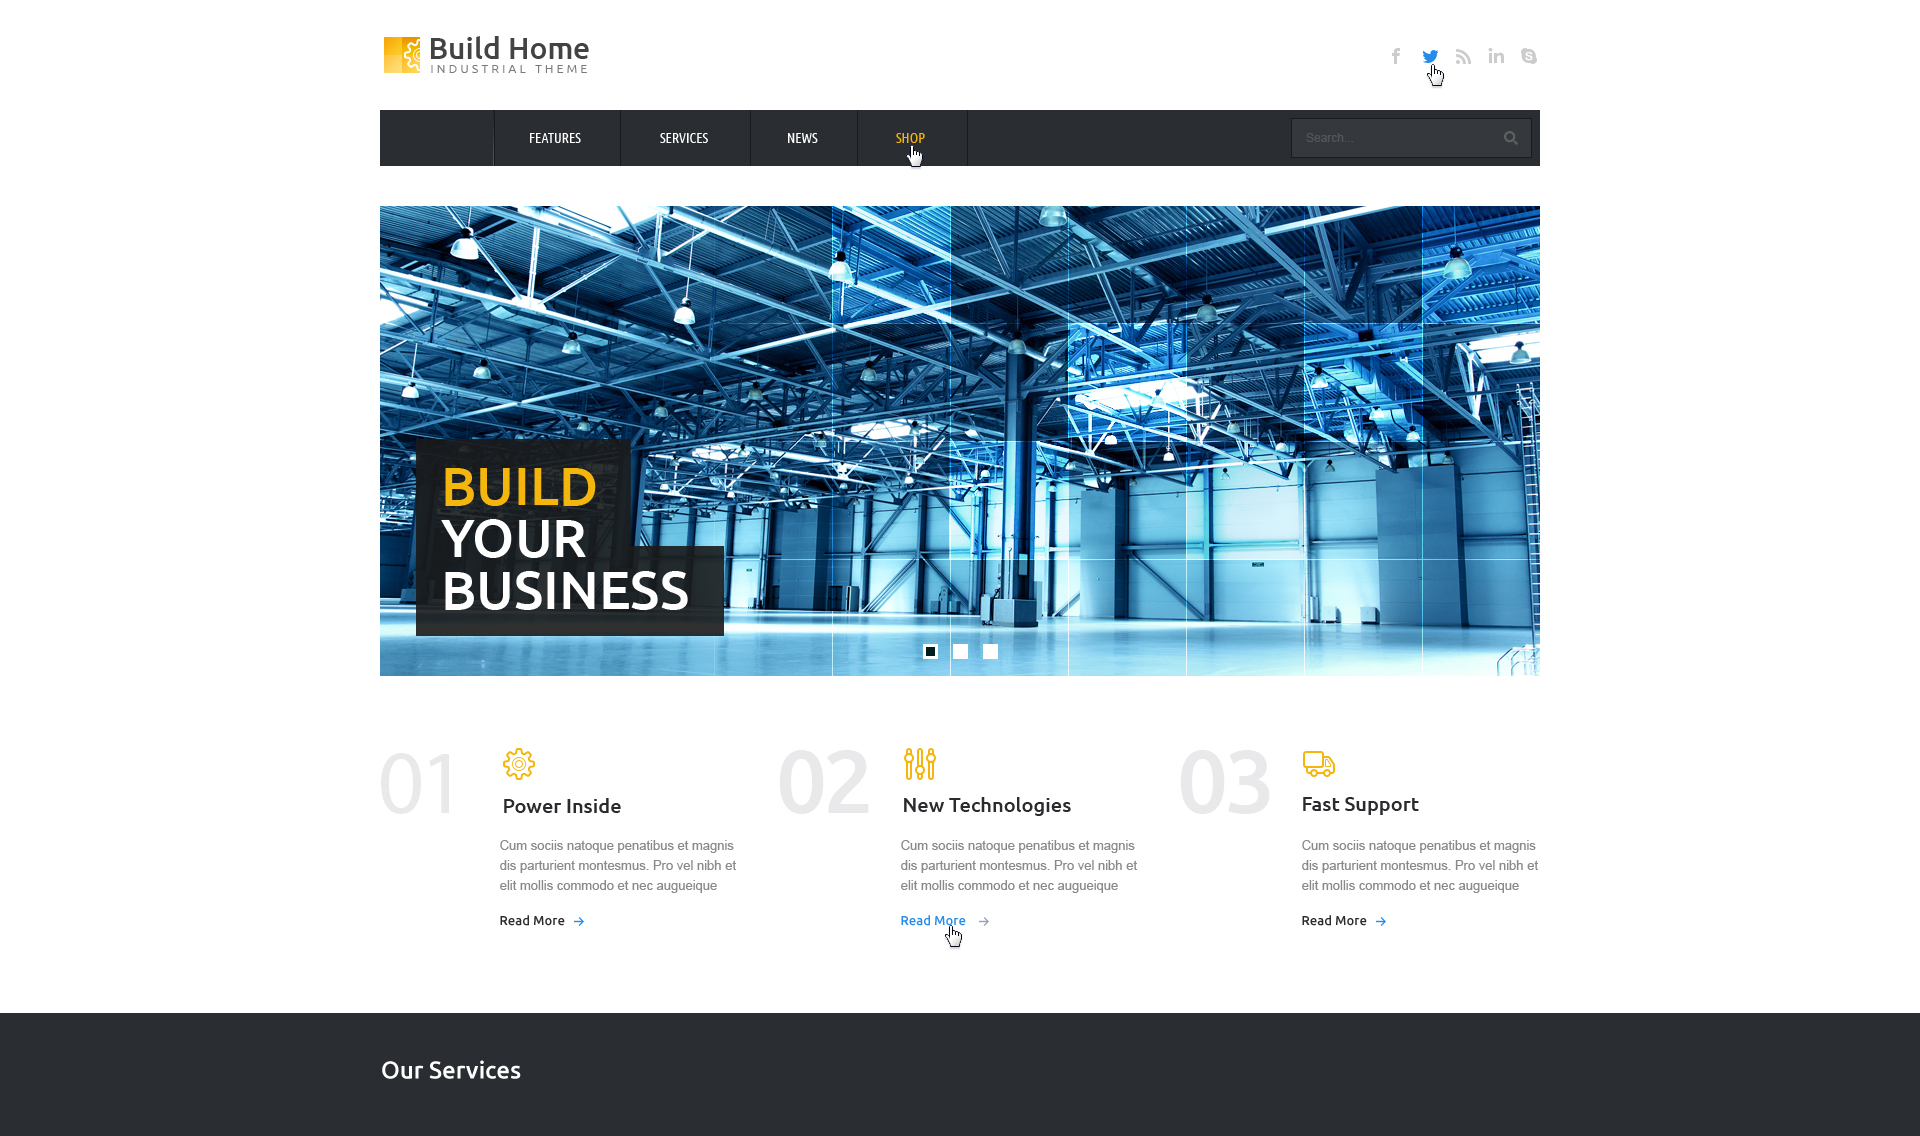 Build Home
INDUSTRIAL THEME
FEATURES
SERVICES
NEWS
SHOP
Search...
BUILD
YOUR
BUSINESS
01
Power Inside
Cum sociis natoque penatibus et magnis
dis parturient montesmus. Pro vel nibh et
elit mollis commodo et nec augueique
Read More
02
New Technologies
Cum sociis natoque penatibus et magnis
dis parturient montesmus. Pro vel nibh et
elit mollis commodo et nec augueique
Read More
03
Fast Support
Cum sociis natoque penatibus et magnis
dis parturient montesmus. Pro vel nibh et
elit mollis commodo et nec augueique
Read More
Our Services